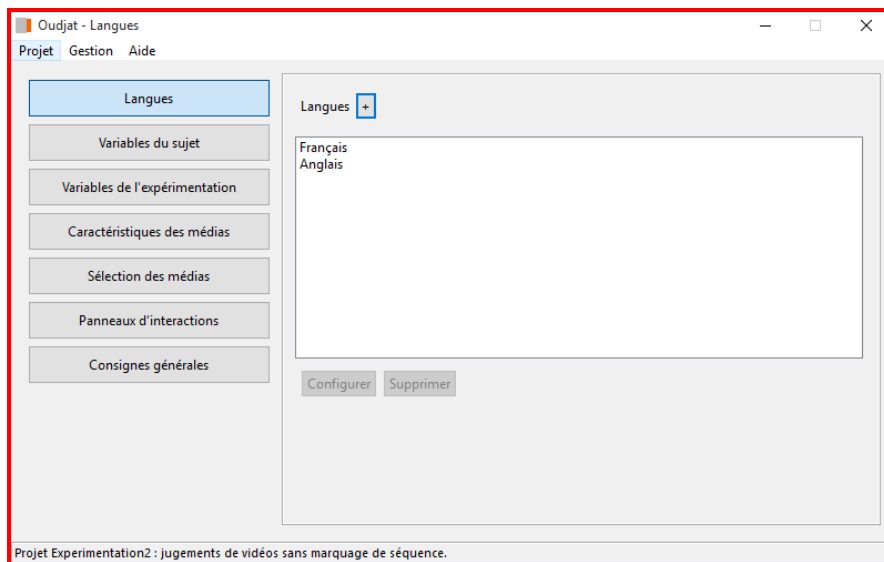 Oudjat - Langues
Projet Gestion Aide
Langues
Variables du sujet
Variables de l'expérimentation
Caractéristiques des médias
Sélection des médias
Panneaux d'interactions
Consignes générales
Langues +
Français
Anglais
Configurer Supprimer
Projet Experimentation2 : jugements de vidéos sans marquage de séquence.